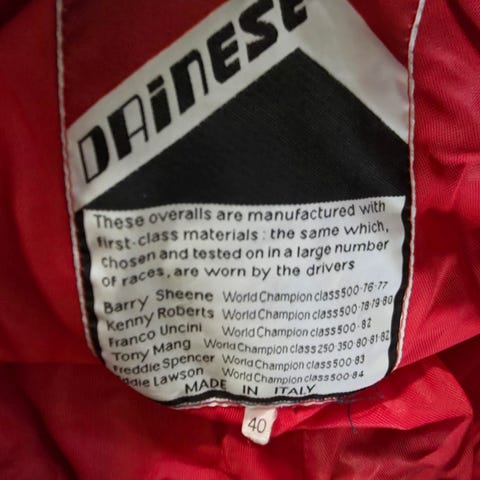 DAINESE
These overalls are manufactured with
first-class materials: the same which,
chosen and tested on in a large number
of races, are worn by the drivers
Barry Sheene World Champion class 500·76·77
Kenny Roberts World Champion class 500·78·79·80
Franco Uncini World Champion class 500·82
Tony Mang World Champion class 250·350·80·81·82
Freddie Spencer World Champion class 500·83
ddie Lawson World Champion class 500·84
MADE IN ITALY
40